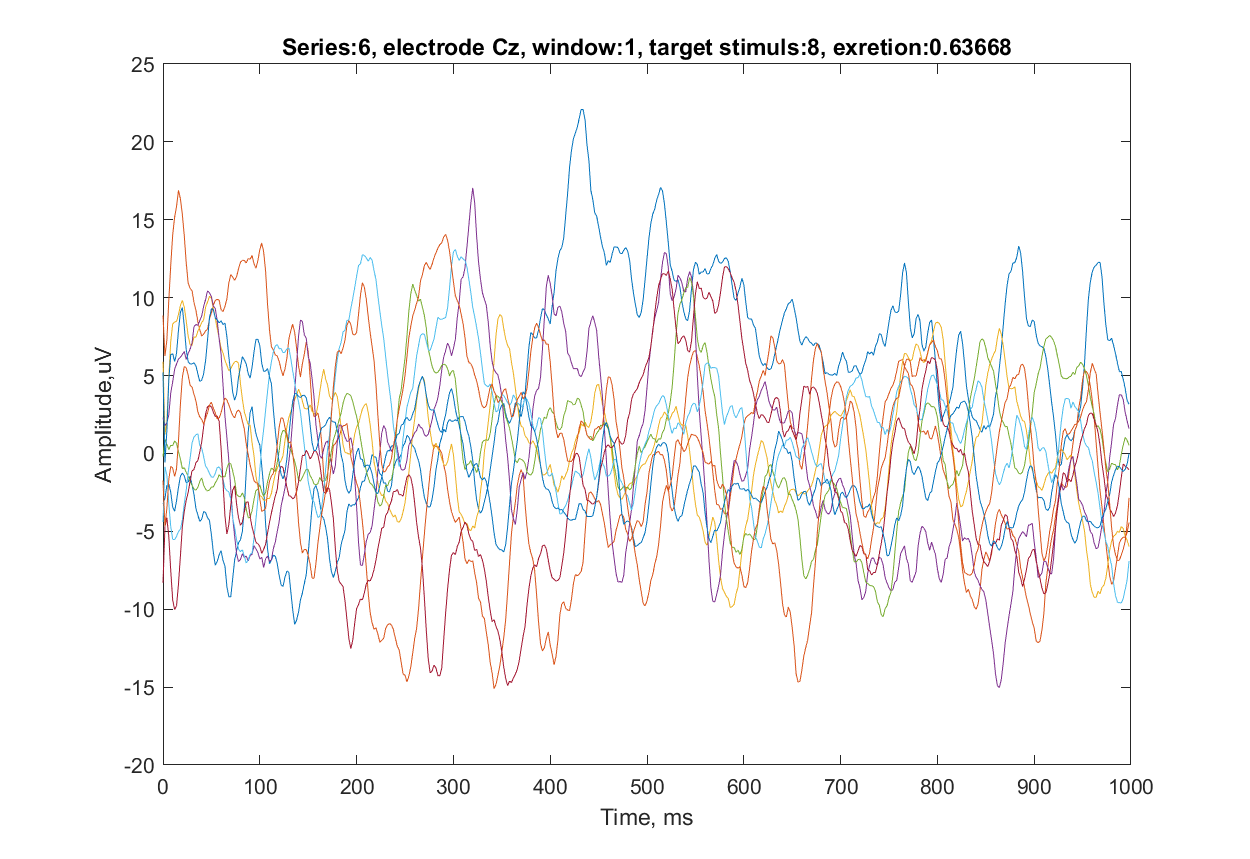 Series:6, electrode Cz, window:1, target stimuls:8, exretion:0.63668
25
20
15
10
5
0
-5
-10
-15
-20
Amplitude,uV
0 100 200 300 400 500 600 700 800 900 1000
Time, ms